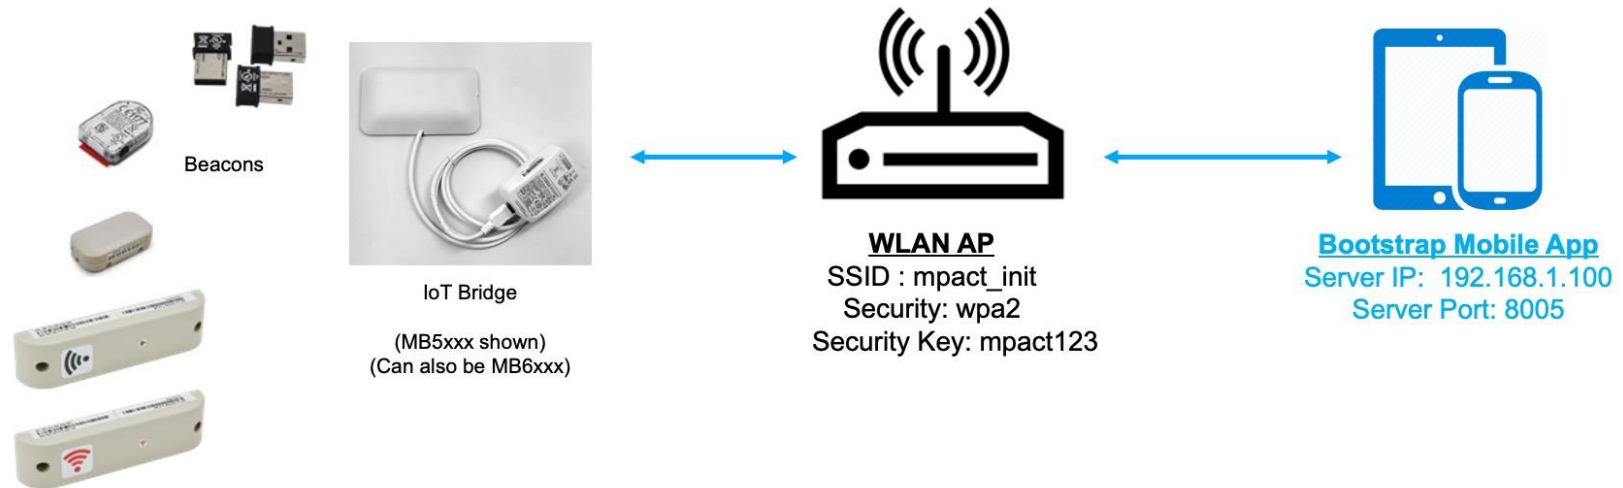 Beacons
IoT Bridge
(MB5xxx shown)
(Can also be MB6xxx)
WLAN AP
SSID : mpact_init
Security: wpa2
Security Key: mpact123
Bootstrap Mobile App
Server IP: 192.168.1.100
Server Port: 8005